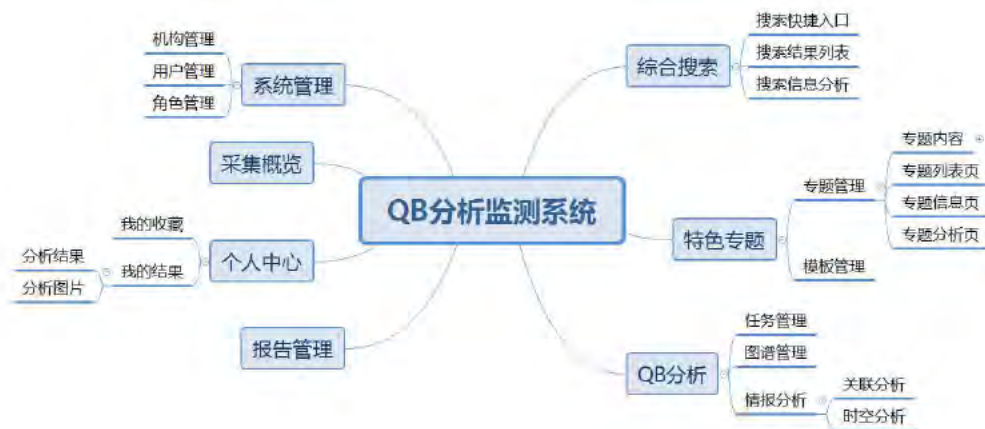 QB分析监测系统
综合搜索
搜索快捷入口
搜索结果列表
搜索信息分析
特色专题
专题管理
专题内容
专题列表页
专题信息页
专题分析页
模板管理
QB分析
任务管理
图谱管理
情报分析
关联分析
时空分析
系统管理
机构管理
用户管理
角色管理
采集概览
个人中心
我的收藏
我的结果
分析结果
分析图片
报告管理